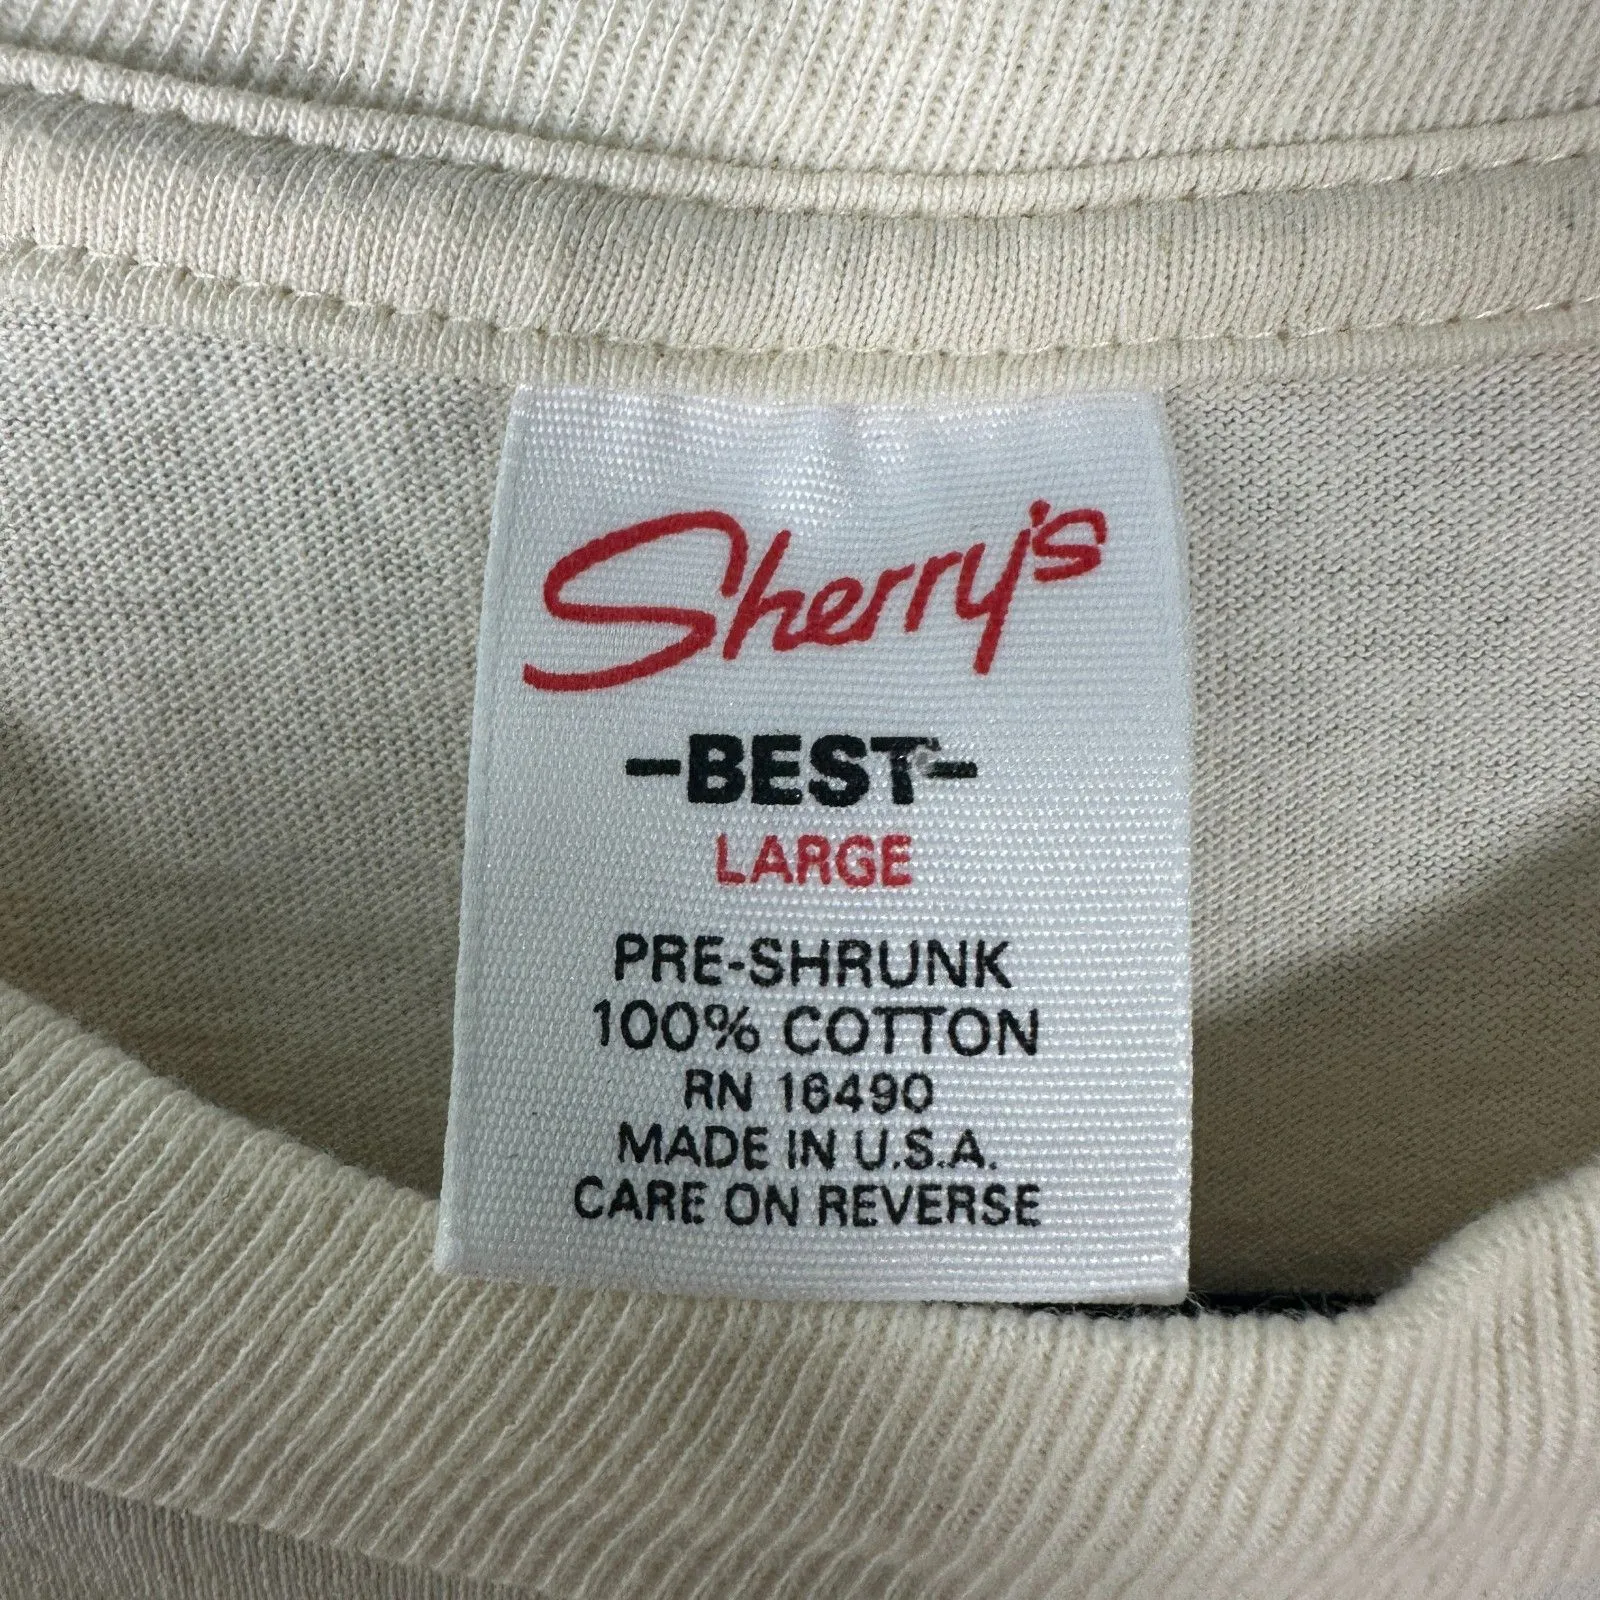 Sherry's
-BEST-
LARGE
PRE-SHRUNK
100% COTTON
RN 16490
MADE IN U.S.A.
CARE ON REVERSE